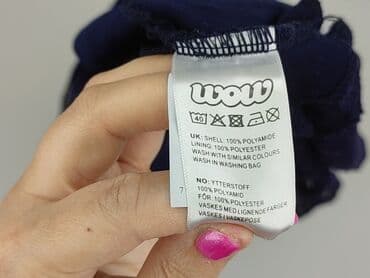 wow
40
UK: SHELL: 100% POLYAMIDE
LINING: 100% POLYESTER
WASH WITH SIMILAR COLOURS
WASH IN WASHING BAG
NO: YTTERSTOFF
100% POLYAMID
FÓR: 100% POLYESTER
VASKES MED LIGNENDE FARGER
VASKES I VASKEPOSE
7